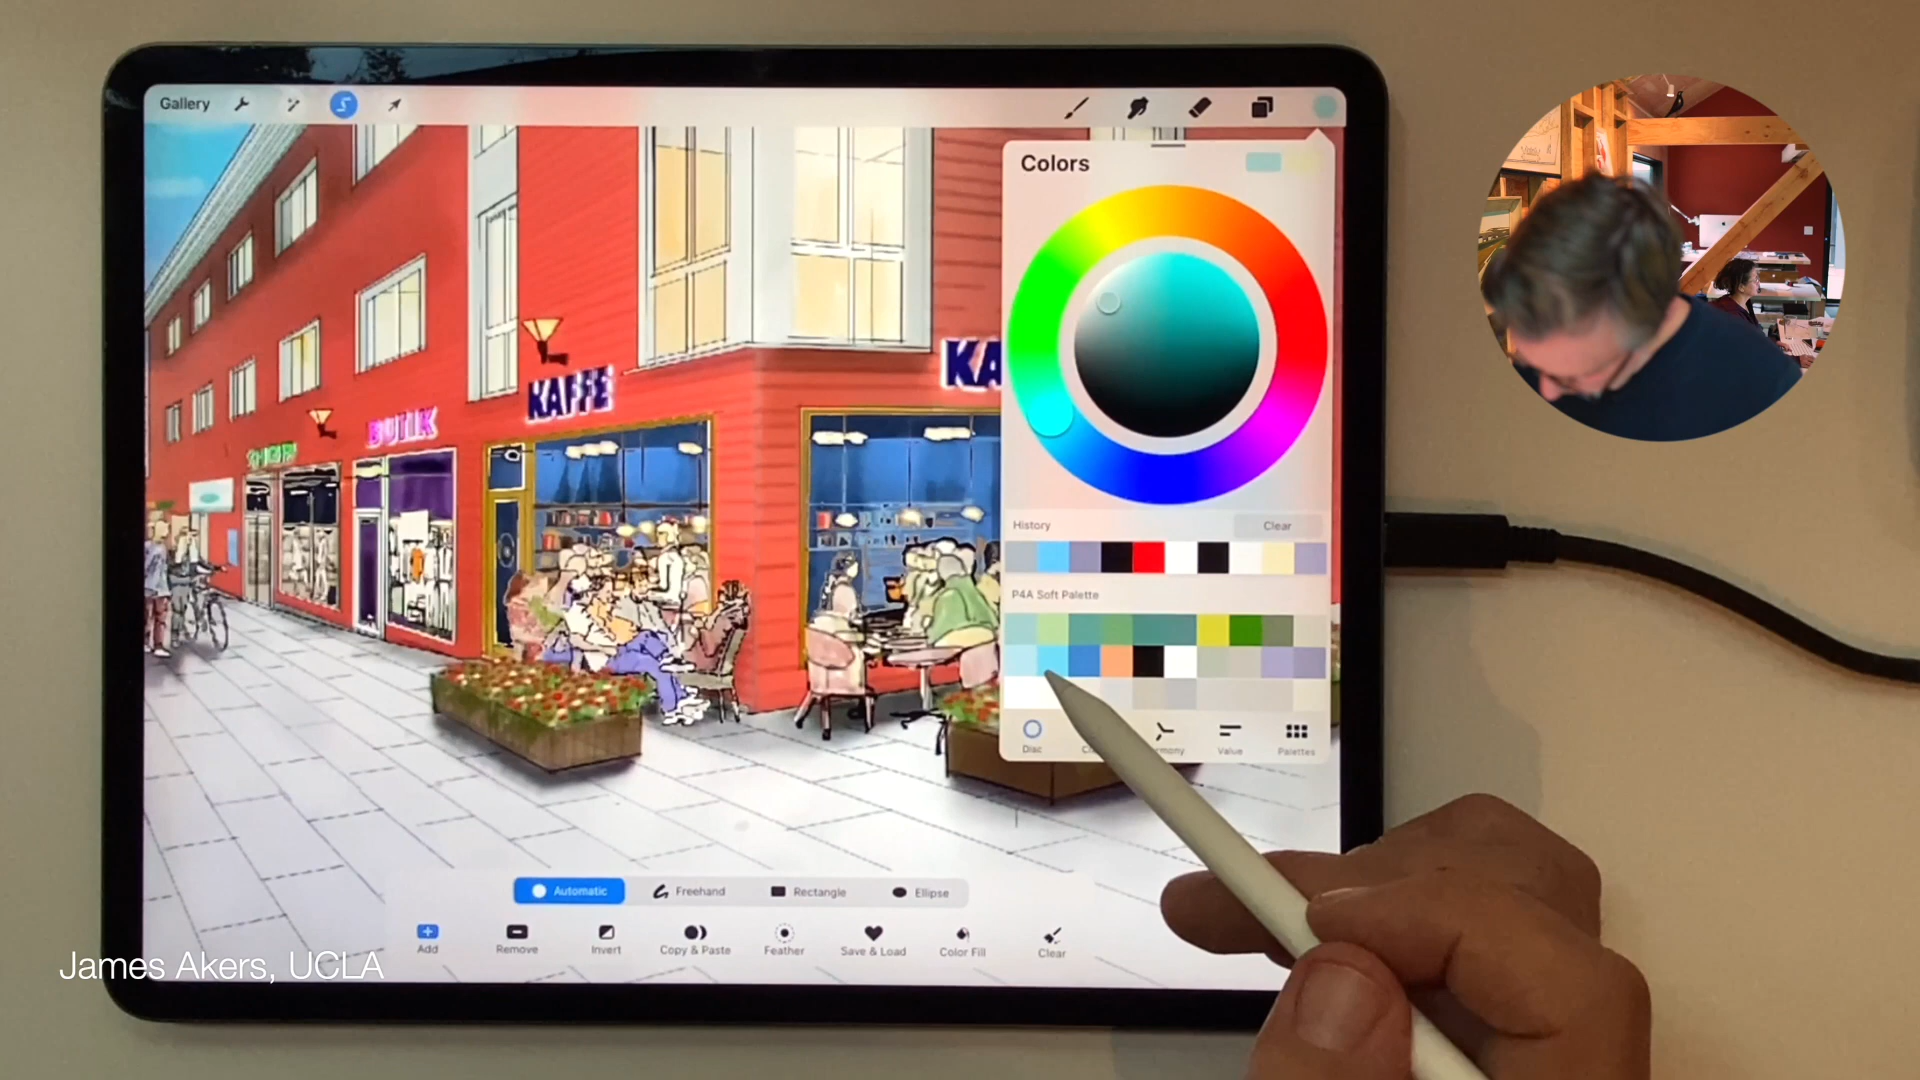 Gallery
Colors
KAFFE
KA
BUTIK
History
Clear
P4A Soft Palette
Disc
Value
Palettes
Automatic
Freehand
Rectangle
Ellipse
Add
Remove
Invert
Copy & Paste
Feather
Save & Load
Color Fill
Clear
James Akers, UCLA